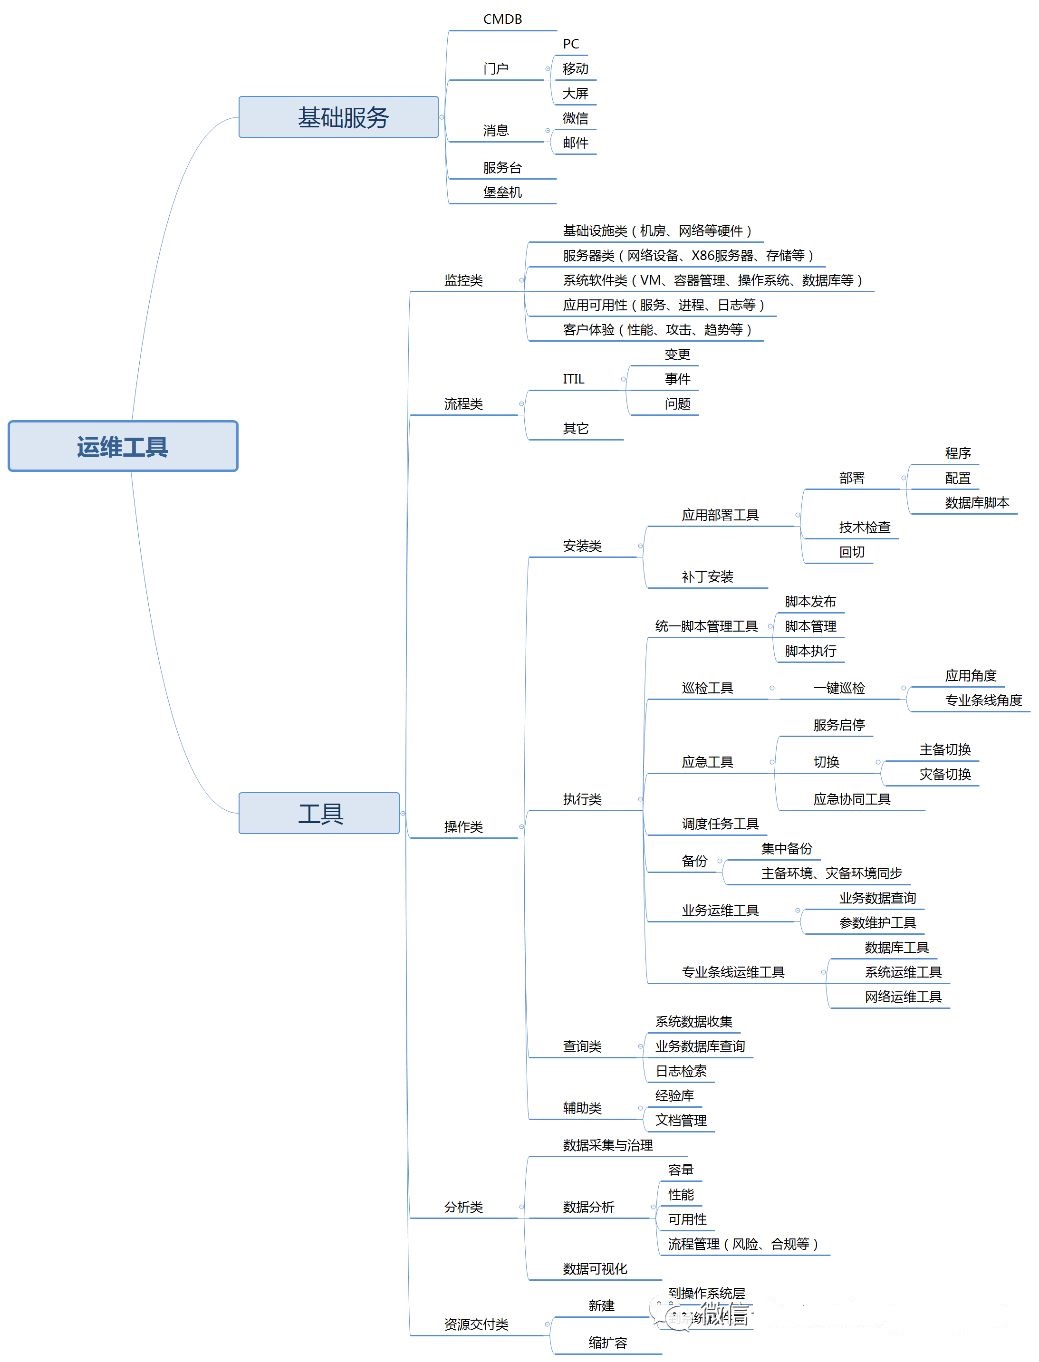 运维工具
基础服务
CMDB
门户
PC
移动
大屏
消息
微信
邮件
服务台
堡垒机
工具
监控类
基础设施类（机房、网络等硬件）
服务器类（网络设备、X86服务器、存储等）
系统软件类（VM、容器管理、操作系统、数据库等）
应用可用性（服务、进程、日志等）
客户体验（性能、攻击、趋势等）
流程类
ITIL
变更
事件
问题
其它
操作类
安装类
应用部署工具
部署
程序
配置
数据库脚本
技术检查
回切
补丁安装
执行类
统一脚本管理工具
脚本发布
脚本管理
脚本执行
巡检工具
一键巡检
应用角度
专业条线角度
应急工具
服务启停
切换
主备切换
灾备切换
应急协同工具
调度任务工具
备份
集中备份
主备环境、灾备环境同步
业务运维工具
业务数据查询
参数维护工具
专业条线运维工具
数据库工具
系统运维工具
网络运维工具
查询类
系统数据收集
业务数据库查询
日志检索
辅助类
经验库
文档管理
分析类
数据采集与治理
数据分析
容量
性能
可用性
流程管理（风险、合规等）
数据可视化
资源交付类
新建
到操作系统层
微信
缩扩容